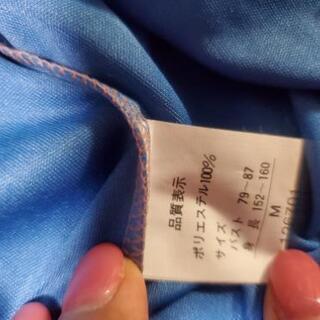 品質表示
ポリエステル100%
サイズ M
バスト 79～87
身長 152～160